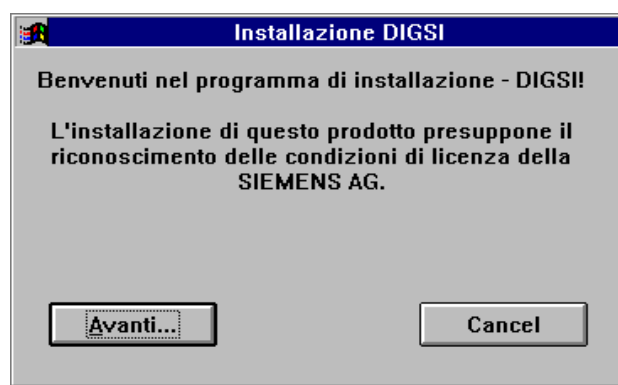 Installazione DIGSI
Benvenuti nel programma di installazione - DIGSI!
L'installazione di questo prodotto presuppone il
riconoscimento delle condizioni di licenza della
SIEMENS AG.
Avanti...
Cancel